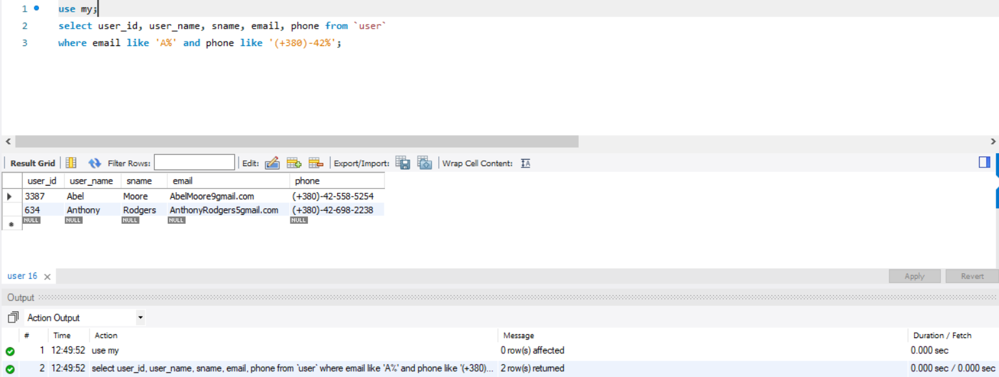 1 use my;
2 select user_id, user_name, sname, email, phone from `user`
3 where email like 'A%' and phone like '(+380)-42%';
Result Grid Filter Rows: Edit: Export/Import: Wrap Cell Content:
user_id user_name sname email phone
3387 Abel Moore AbelMoore9gmail.com (+380)-42-558-5254
634 Anthony Rodgers AnthonyRodgers5gmail.com (+380)-42-698-2238
NULL NULL NULL NULL NULL
user 16 Apply Revert
Output
Action Output
# Time Action Message Duration / Fetch
1 12:49:52 use my 0 row(s) affected 0.000 sec
2 12:49:52 select user_id, user_name, sname, email, phone from `user` where email like 'A%' and phone like '(+380)... 2 row(s) returned 0.000 sec / 0.000 sec